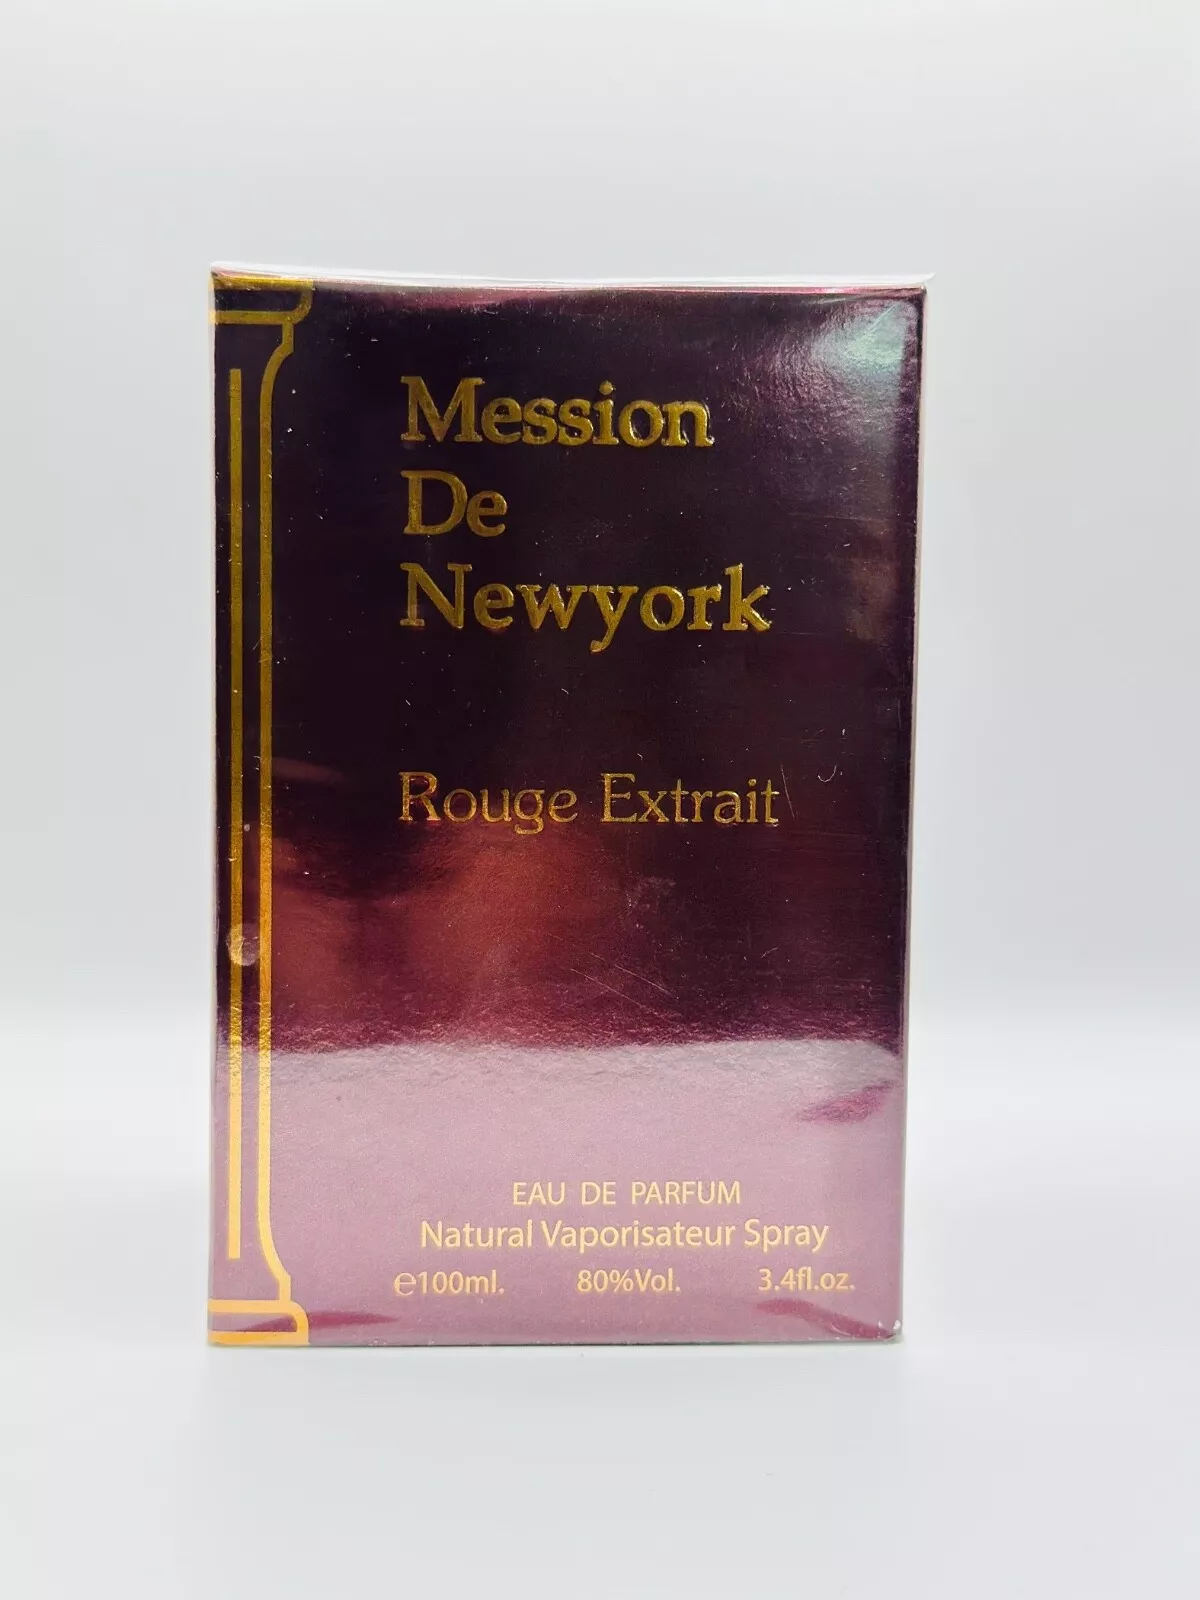 Mession
De
Newyork
Rouge Extrait
EAU DE PARFUM
Natural Vaporisateur Spray
℮100ml. 80%Vol. 3.4fl.oz.